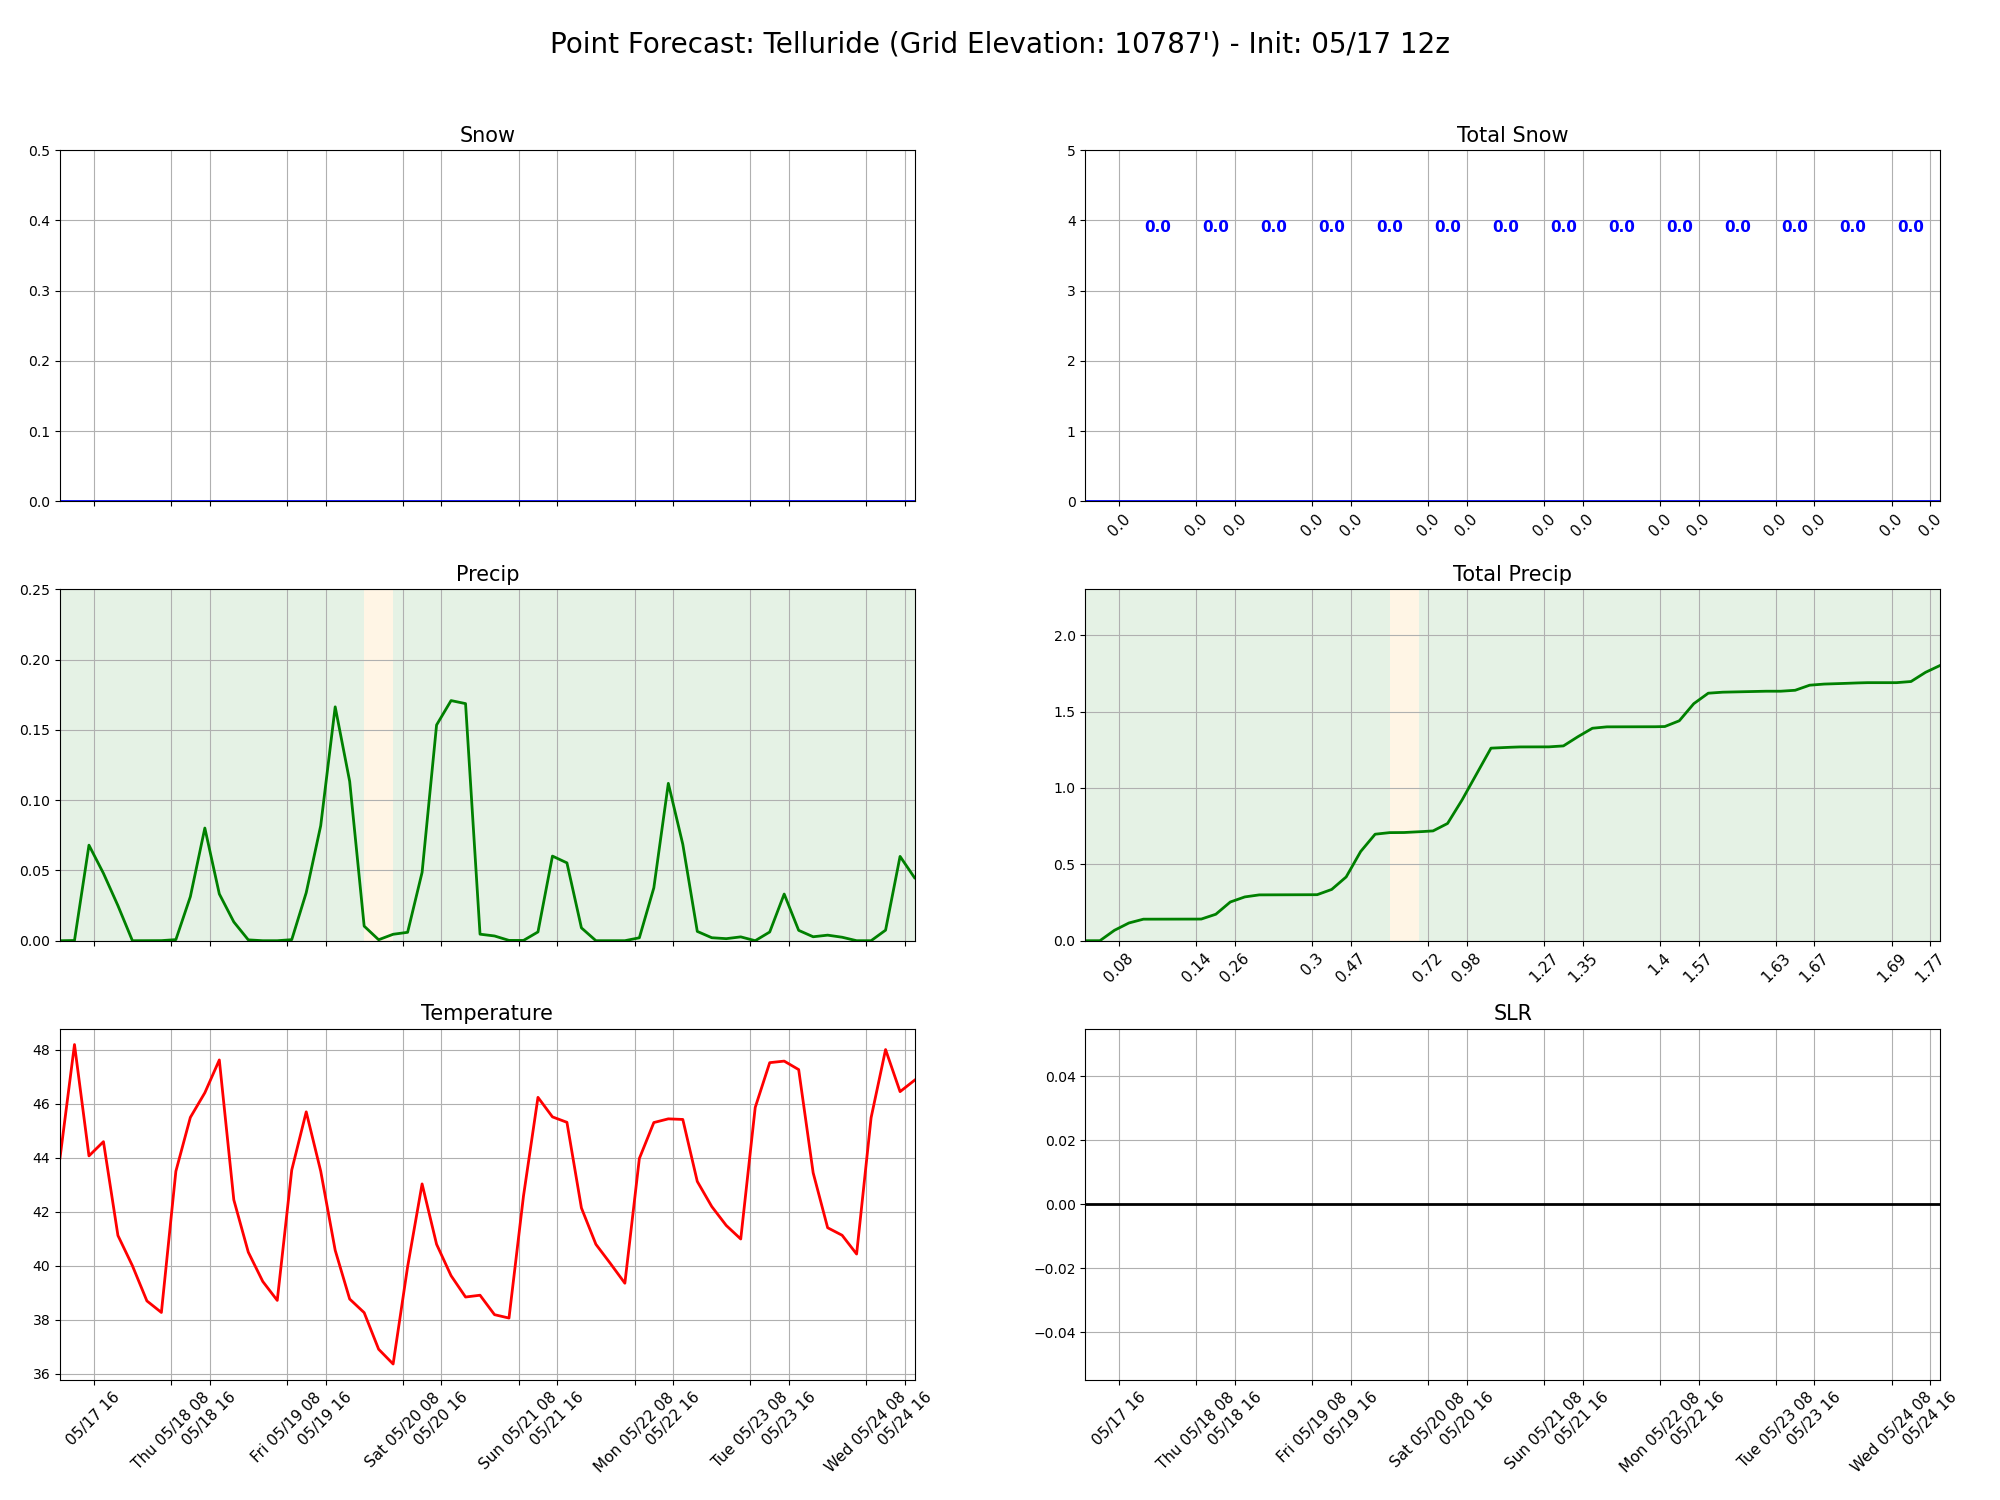 Point Forecast: Telluride (Grid Elevation: 10787') - Init: 05/17 12z
Snow
0.5
0.4
0.3
0.2
0.1
0.0
Total Snow
5
4
3
2
1
0
0.0 0.0 0.0 0.0 0.0 0.0 0.0 0.0 0.0 0.0 0.0 0.0 0.0 0.0
0.0 0.0 0.0 0.0 0.0 0.0 0.0 0.0 0.0 0.0 0.0 0.0 0.0 0.0 0.0
Precip
0.25
0.20
0.15
0.10
0.05
0.00
Total Precip
2.0
1.5
1.0
0.5
0.0
0.08 0.14 0.26 0.3 0.47 0.72 0.98 1.27 1.35 1.4 1.57 1.63 1.67 1.69 1.77
Temperature
48
46
44
42
40
38
36
05/17 16
Thu 05/18 08
05/18 16
Fri 05/19 08
05/19 16
Sat 05/20 08
05/20 16
Sun 05/21 08
05/21 16
Mon 05/22 08
05/22 16
Tue 05/23 08
05/23 16
Wed 05/24 08
05/24 16
SLR
0.04
0.02
0.00
−0.02
−0.04
05/17 16
Thu 05/18 08
05/18 16
Fri 05/19 08
05/19 16
Sat 05/20 08
05/20 16
Sun 05/21 08
05/21 16
Mon 05/22 08
05/22 16
Tue 05/23 08
05/23 16
Wed 05/24 08
05/24 16